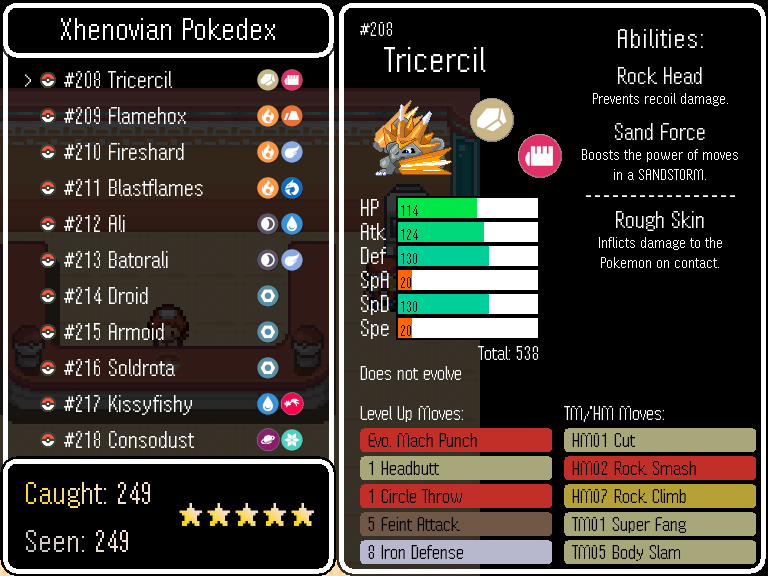 Xhenovian Pokedex
> #208 Tricercil
#209 Flamehox
#210 Fireshard
#211 Blastflames
#212 Ali
#213 Batorali
#214 Droid
#215 Armoid
#216 Soldrota
#217 Kissyfishy
#218 Consodust
Caught: 249
Seen: 249
#208
Tricercil
HP 114
Atk 124
Def 130
SpA 20
SpD 130
Spe 20
Total: 538
Does not evolve
Abilities:
Rock Head
Prevents recoil damage.
Sand Force
Boosts the power of moves
in a SANDSTORM.
Rough Skin
Inflicts damage to the
Pokemon on contact.
Level Up Moves:
Evo. Mach Punch
1 Headbutt
1 Circle Throw
5 Feint Attack
8 Iron Defense
TM/HM Moves:
HM01 Cut
HM02 Rock Smash
HM07 Rock Climb
TM01 Super Fang
TM05 Body Slam